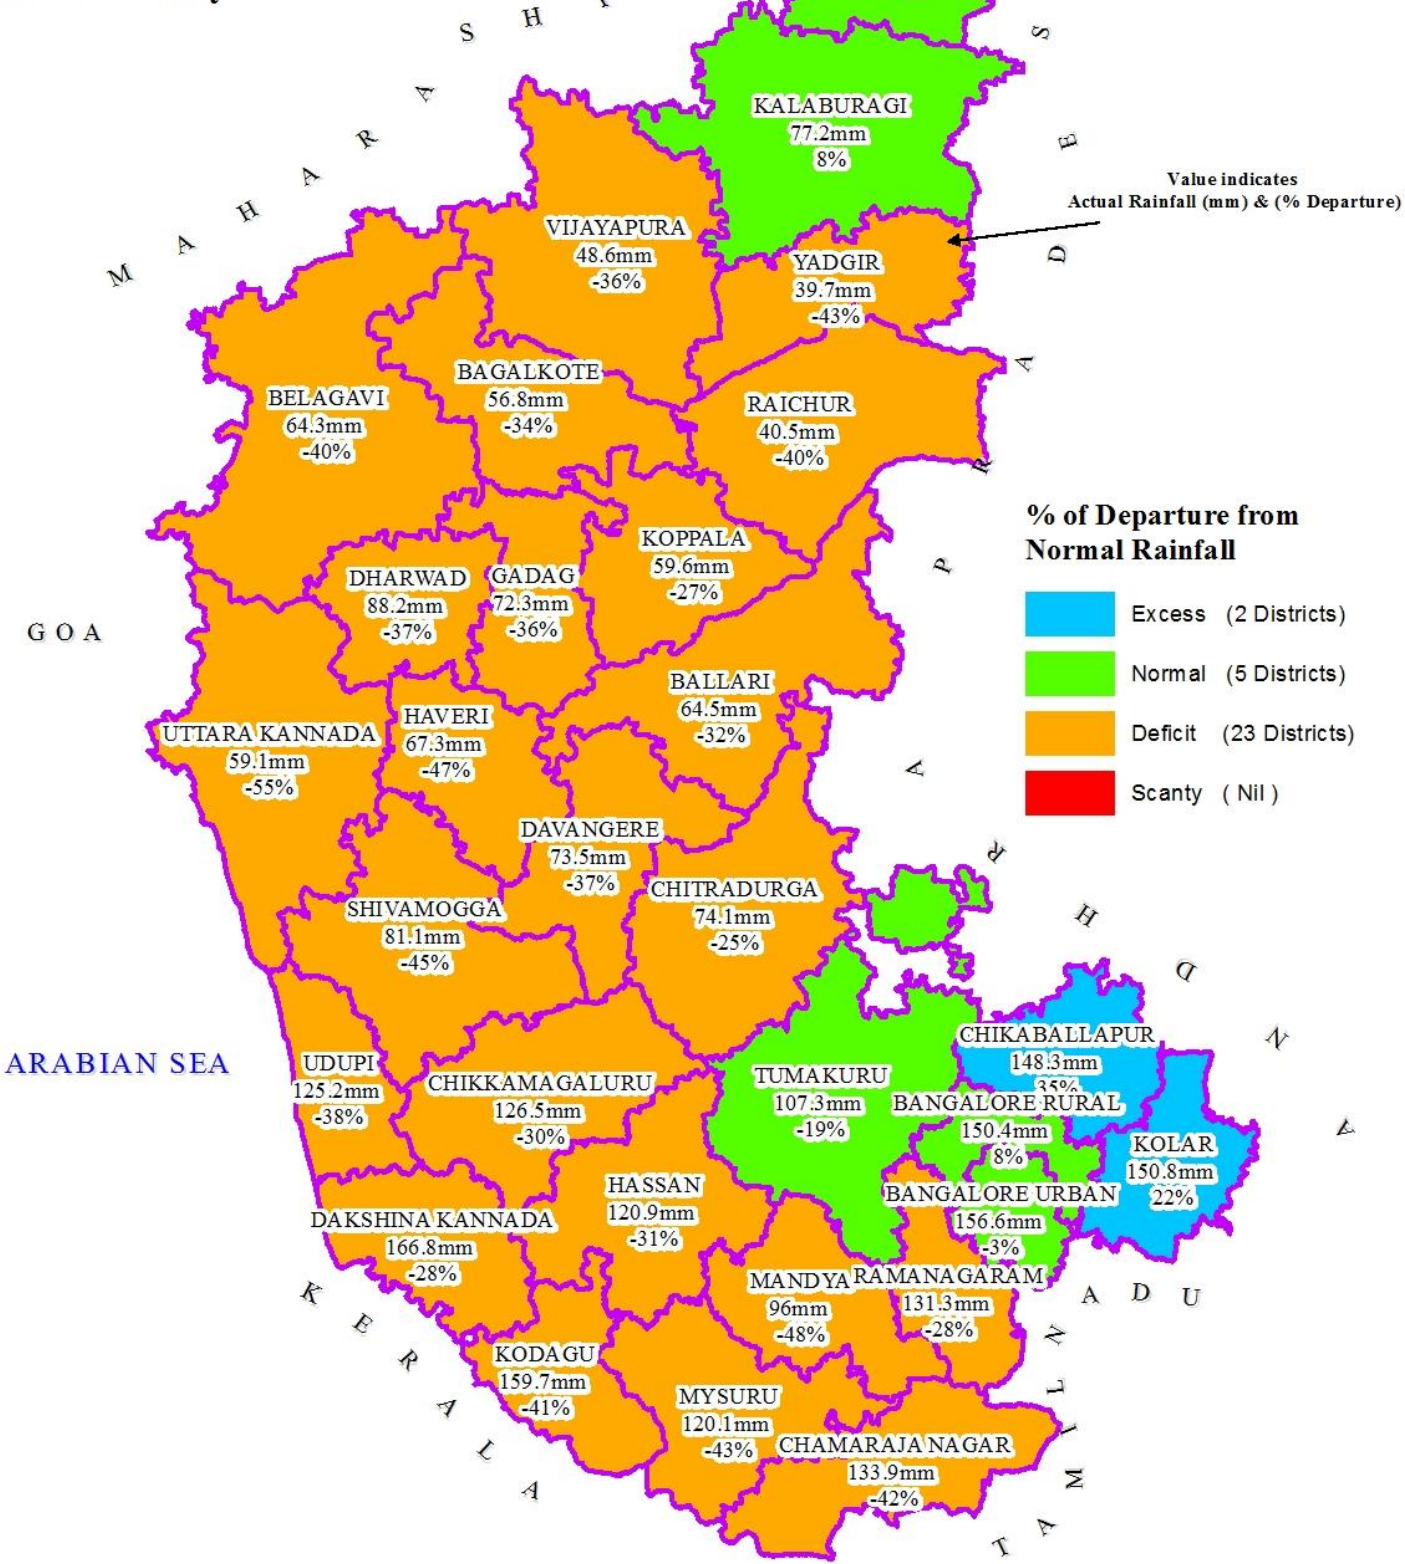 M A H A R A S H
KALABURAGI
77.2mm
8%
Value indicates
Actual Rainfall (mm) & (% Departure)
VIJAYAPURA
48.6mm
-36%
YADGIR
39.7mm
-43%
BAGALKOTE
56.8mm
-34%
BELAGAVI
64.3mm
-40%
RAICHUR
40.5mm
-40%
% of Departure from
Normal Rainfall
KOPPALA
59.6mm
-27%
DHARWAD
88.2mm
-37%
GADAG
72.3mm
-36%
Excess (2 Districts)
Normal (5 Districts)
Deficit (23 Districts)
Scanty ( Nil )
G O A
BALLARI
64.5mm
-32%
HAVERI
67.3mm
-47%
UTTARA KANNADA
59.1mm
-55%
DAVANGERE
73.5mm
-37%
CHITRADURGA
74.1mm
-25%
SHIVAMOGGA
81.1mm
-45%
A N D H R A P R A D E S
CHIKABALLAPUR
148.3mm
35%
ARABIAN SEA
UDUPI
125.2mm
-38%
CHIKKAMAGALURU
126.5mm
-30%
TUMAKURU
107.3mm
-19%
BANGALORE RURAL
150.4mm
8%
KOLAR
150.8mm
22%
HASSAN
120.9mm
-31%
BANGALORE URBAN
156.6mm
-3%
DAKSHINA KANNADA
166.8mm
-28%
MANDYA
96mm
-48%
RAMANAGARAM
131.3mm
-28%
K E R A L A
KODAGU
159.7mm
-41%
MYSURU
120.1mm
-43%
CHAMARAJA NAGAR
133.9mm
-42%
T A M I L N A D U